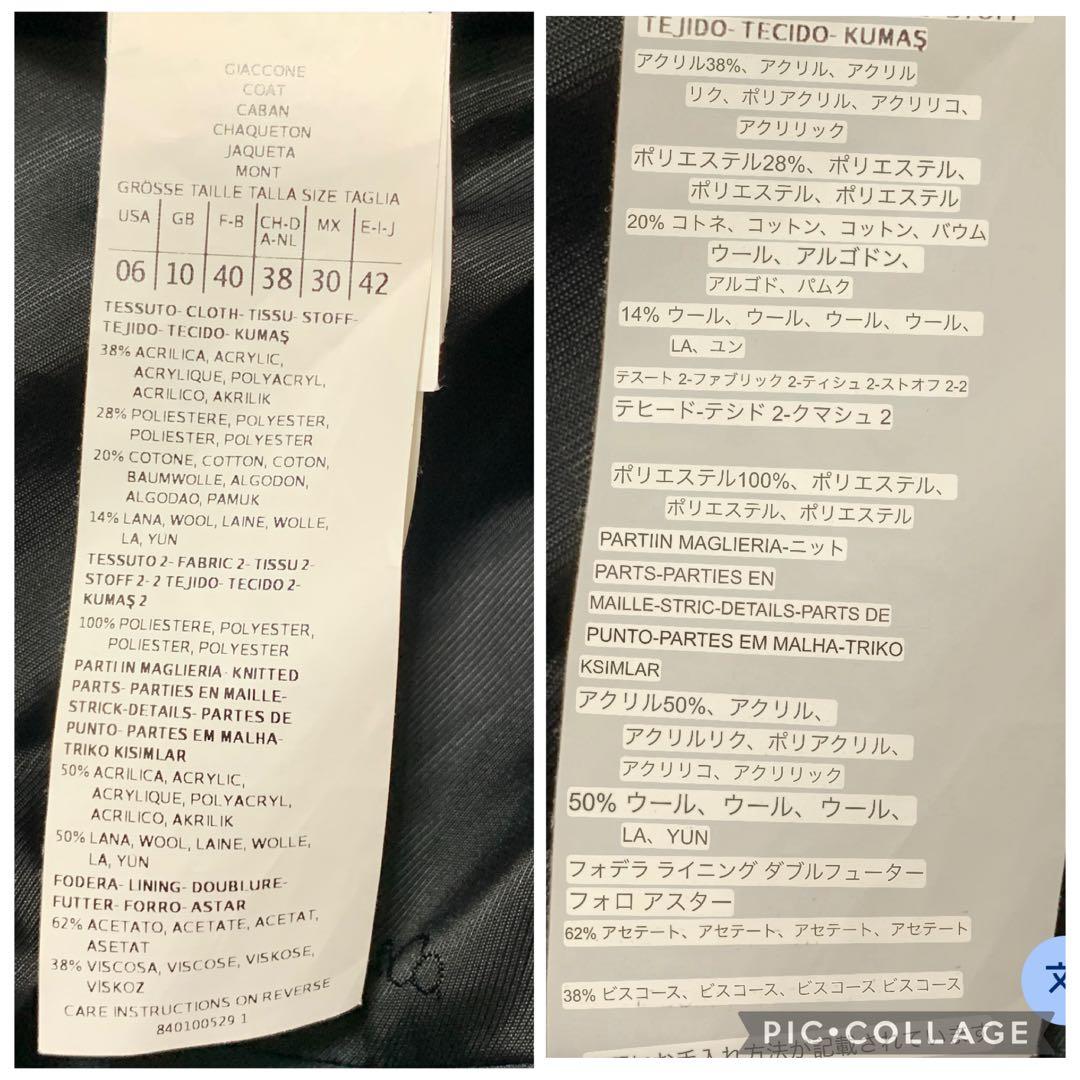 GIACCONE
COAT
CABAN
CHAQUETON
JAQUETA
MONT
GRÖSSE TAILLE TALLA SIZE TAGLIA
USA GB F-B CH-D A-NL MX E-I-J
06 10 40 38 30 42
TESSUTO- CLOTH- TISSU- STOFF-
TEJIDO- TECIDO- KUMAŞ
38% ACRILICA, ACRYLIC,
ACRYLIQUE, POLYACRYL,
ACRILICO, AKRILIK
28% POLIESTERE, POLYESTER,
POLIESTER, POLYESTER
20% COTONE, COTTON, COTON,
BAUMWOLLE, ALGODON,
ALGODAO, PAMUK
14% LANA, WOOL, LAINE, WOLLE,
LA, YUN
TESSUTO 2- FABRIC 2- TISSU 2-
STOFF 2- 2 TEJIDO- TECIDO 2-
KUMAŞ 2
100% POLIESTERE, POLYESTER,
POLIESTER, POLYESTER
PARTI IN MAGLIERIA- KNITTED
PARTS- PARTIES EN MAILLE-
STRICK-DETAILS- PARTES DE
PUNTO- PARTES EM MALHA-
TRIKO KISIMLAR
50% ACRILICA, ACRYLIC,
ACRYLIQUE, POLYACRYL,
ACRILICO, AKRILIK
50% LANA, WOOL, LAINE, WOLLE,
LA, YUN
FODERA- LINING- DOUBLURE-
FUTTER- FORRO- ASTAR
62% ACETATO, ACETATE, ACETAT,
ASETAT
38% VISCOSA, VISCOSE, VISKOSE,
VISKOZ
CARE INSTRUCTIONS ON REVERSE
840100529 1
TEJIDO- TECIDO- KUMAŞ
アクリル38%、アクリル、アクリル
リク、ポリアクリル、アクリリコ、
アクリリック
ポリエステル28%、ポリエステル、
ポリエステル、ポリエステル
20% コトネ、コットン、コットン、バウム
ウール、アルゴドン、
アルゴド、パムク
14% ウール、ウール、ウール、ウール、
LA、ユン
テスート 2-ファブリック 2-ティシュ 2-ストオフ 2-2
テヒード-テシド 2-クマシュ 2
ポリエステル100%、ポリエステル、
ポリエステル、ポリエステル
PARTIIN MAGLIERIA-ニット
PARTS-PARTIES EN
MAILLE-STRIC-DETAILS-PARTS DE
PUNTO-PARTES EM MALHA-TRIKO
KSIMLAR
アクリル50%、アクリル、
アクリルリク、ポリアクリル、
アクリリコ、アクリリック
50% ウール、ウール、ウール、
LA、YUN
フォデラ ライニング ダブルフューター
フォロ アスター
62% アセテート、アセテート、アセテート、アセテート
38% ビスコース、ビスコース、ビスコーズ ビスコース
PIC•COLLAGE